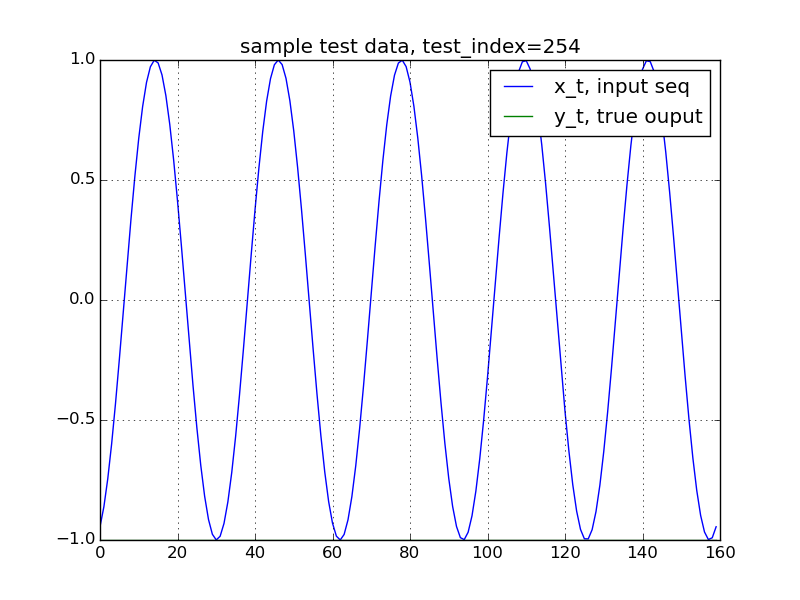 sample test data, test_index=254
x_t, input seq
y_t, true ouput
1.0
0.5
0.0
−0.5
−1.0
0 20 40 60 80 100 120 140 160